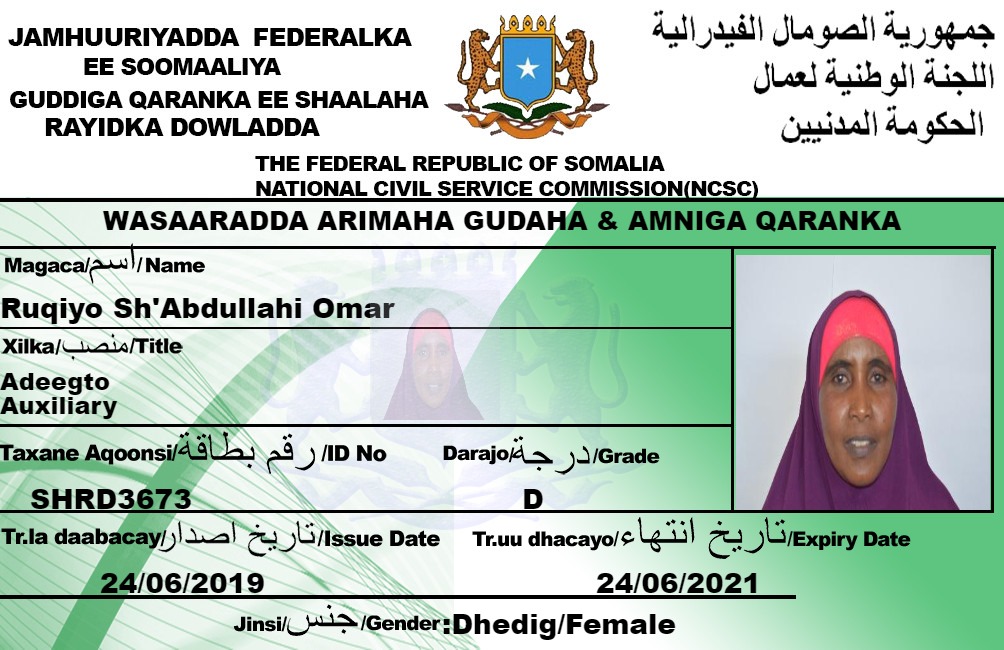 JAMHUURIYADDA FEDERALKA
EE SOOMAALIYA
GUDDIGA QARANKA EE SHAALAHA
RAYIDKA DOWLADDA
جمهورية الصومال الفيدرالية
اللجنة الوطنية لعمال
الحكومة المدنيين
THE FEDERAL REPUBLIC OF SOMALIA
NATIONAL CIVIL SERVICE COMMISSION(NCSC)
WASAARADDA ARIMAHA GUDAHA & AMNIGA QARANKA
Magaca/اسم/Name
Ruqiyo Sh'Abdullahi Omar
Xilka/منصب/Title
Adeegto
Auxiliary
Taxane Aqoonsi/رقم بطاقة/ID No
SHRD3673
Darajo/درجة/Grade
D
Tr.la daabacay/تاريخ اصدار/Issue Date
24/06/2019
Tr.uu dhacayo/تاريخ انتهاء/Expiry Date
24/06/2021
Jinsi/جنس/Gender:Dhedig/Female